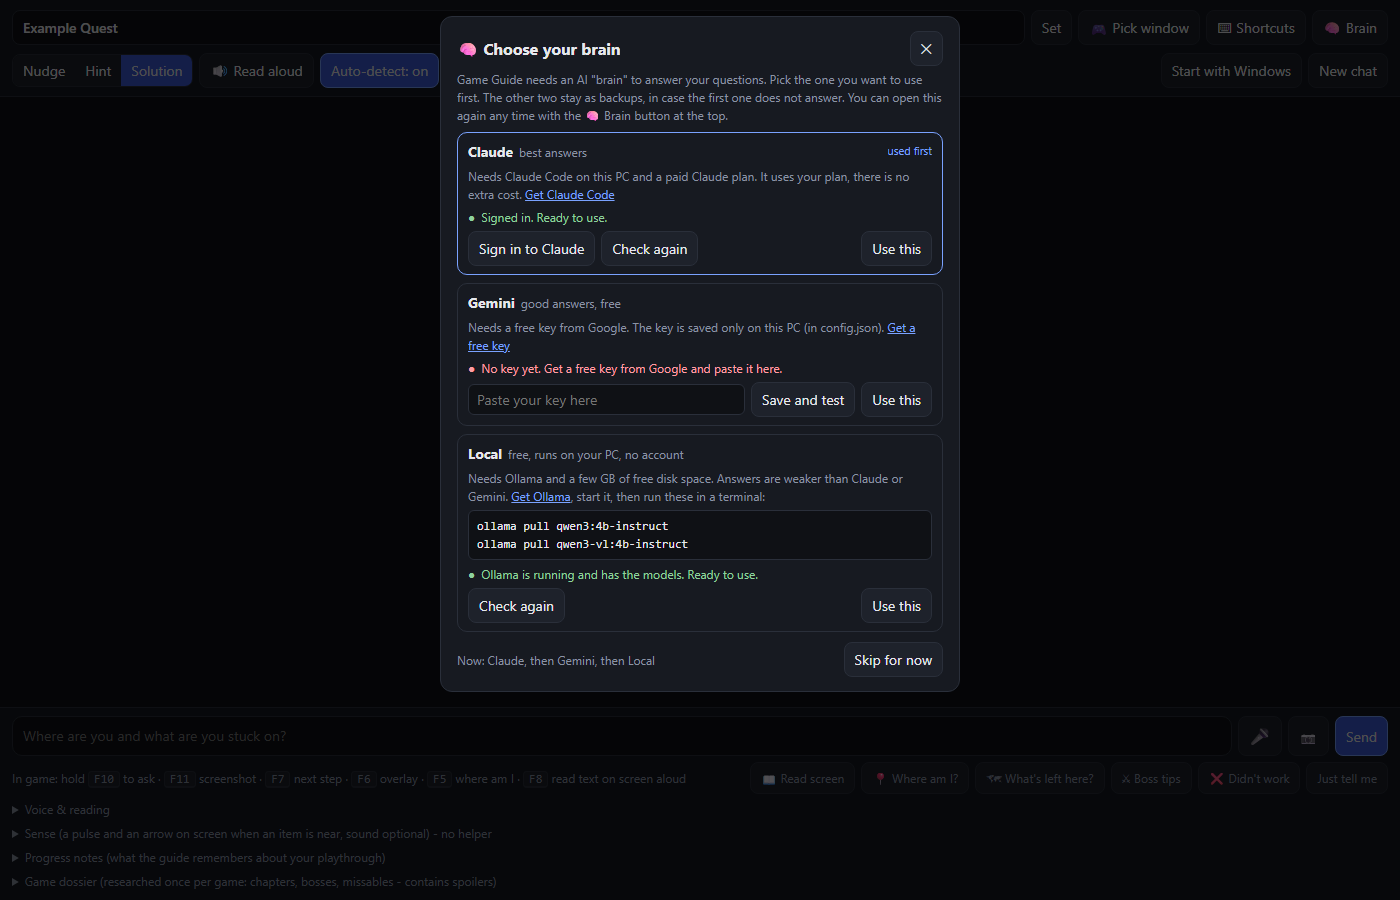 Example Quest
Set
Pick window
Shortcuts
Brain
Nudge
Hint
Solution
Read aloud
Auto-detect: on
Start with Windows
New chat
Choose your brain
Game Guide needs an AI "brain" to answer your questions. Pick the one you want to use
first. The other two stay as backups, in case the first one does not answer. You can open this
again any time with the 🧠 Brain button at the top.
Claude best answers
used first
Needs Claude Code on this PC and a paid Claude plan. It uses your plan, there is no
extra cost. Get Claude Code
● Signed in. Ready to use.
Sign in to Claude
Check again
Use this
Gemini good answers, free
Needs a free key from Google. The key is saved only on this PC (in config.json). Get a
free key
● No key yet. Get a free key from Google and paste it here.
Paste your key here
Save and test
Use this
Local free, runs on your PC, no account
Needs Ollama and a few GB of free disk space. Answers are weaker than Claude or
Gemini. Get Ollama, start it, then run these in a terminal:
ollama pull qwen3:4b-instruct
ollama pull qwen3-vl:4b-instruct
● Ollama is running and has the models. Ready to use.
Check again
Use this
Now: Claude, then Gemini, then Local
Skip for now
Where are you and what are you stuck on?
Send
In game: hold F10 to ask · F11 screenshot · F7 next step · F6 overlay · F5 where am I · F8 read text on screen aloud
Read screen
Where am I?
What's left here?
Boss tips
Didn't work
Just tell me
▶ Voice & reading
▶ Sense (a pulse and an arrow on screen when an item is near, sound optional) - no helper
▶ Progress notes (what the guide remembers about your playthrough)
▶ Game dossier (researched once per game: chapters, bosses, missables - contains spoilers)